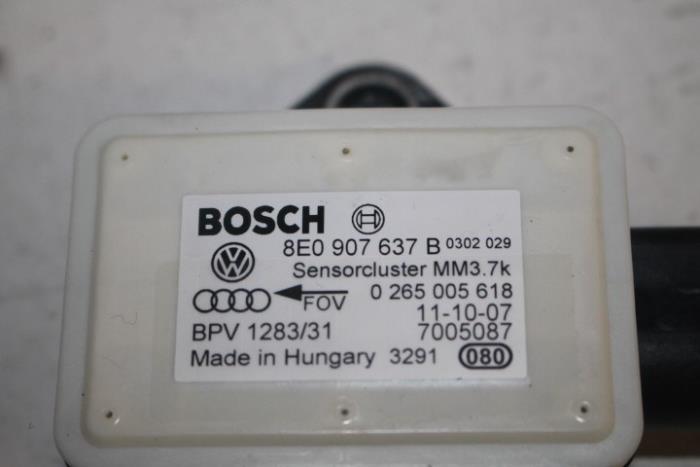 BOSCH
8E0 907 637 B 0302 029
Sensorcluster MM3.7k
FOV 0 265 005 618
11-10-07
BPV 1283/31 7005087
Made in Hungary 3291 080